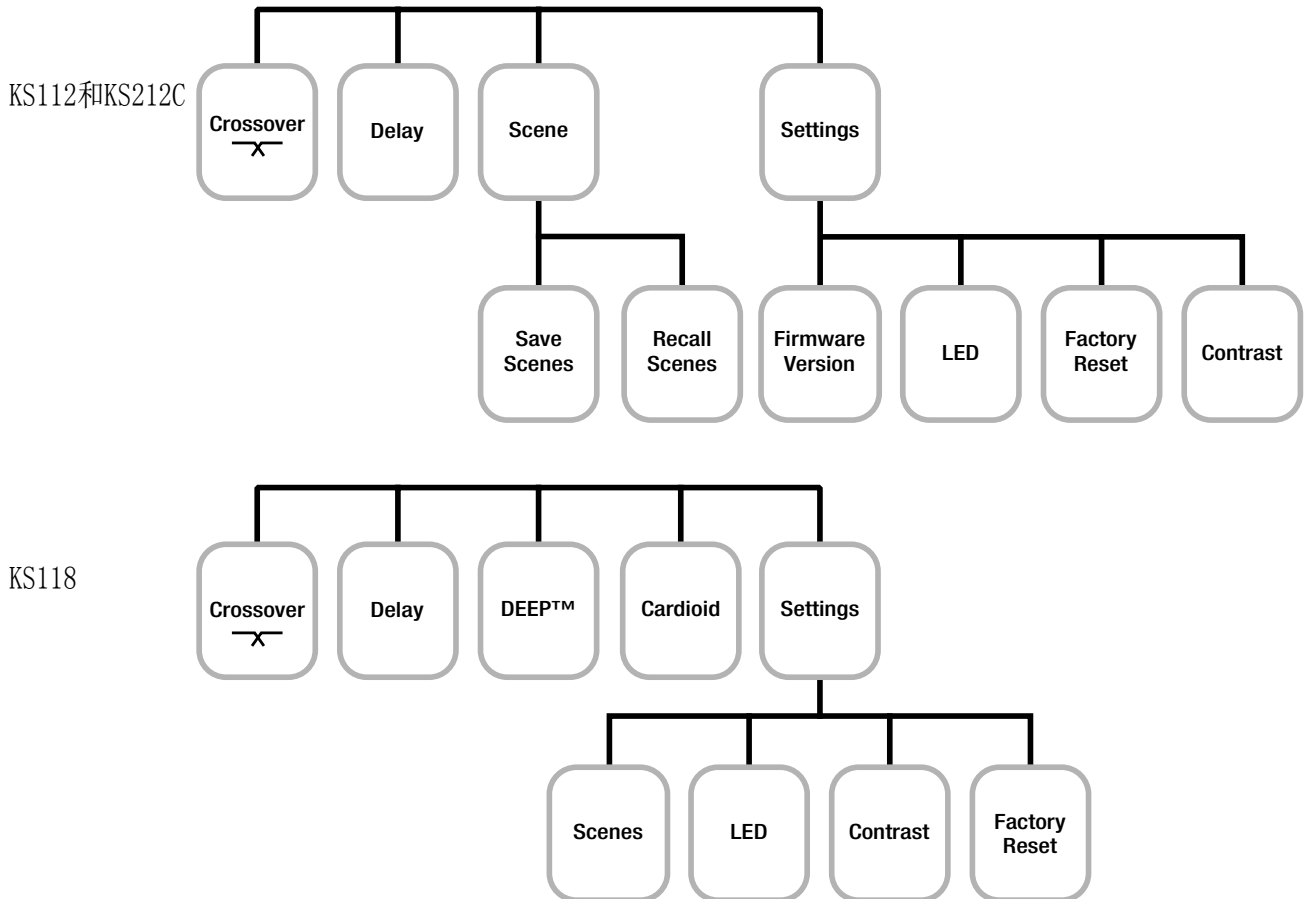 KS112和KS212C
Crossover
Delay
Scene
Settings
Save
Scenes
Recall
Scenes
Firmware
Version
LED
Factory
Reset
Contrast
KS118
Crossover
Delay
DEEP™
Cardioid
Settings
Scenes
LED
Contrast
Factory
Reset